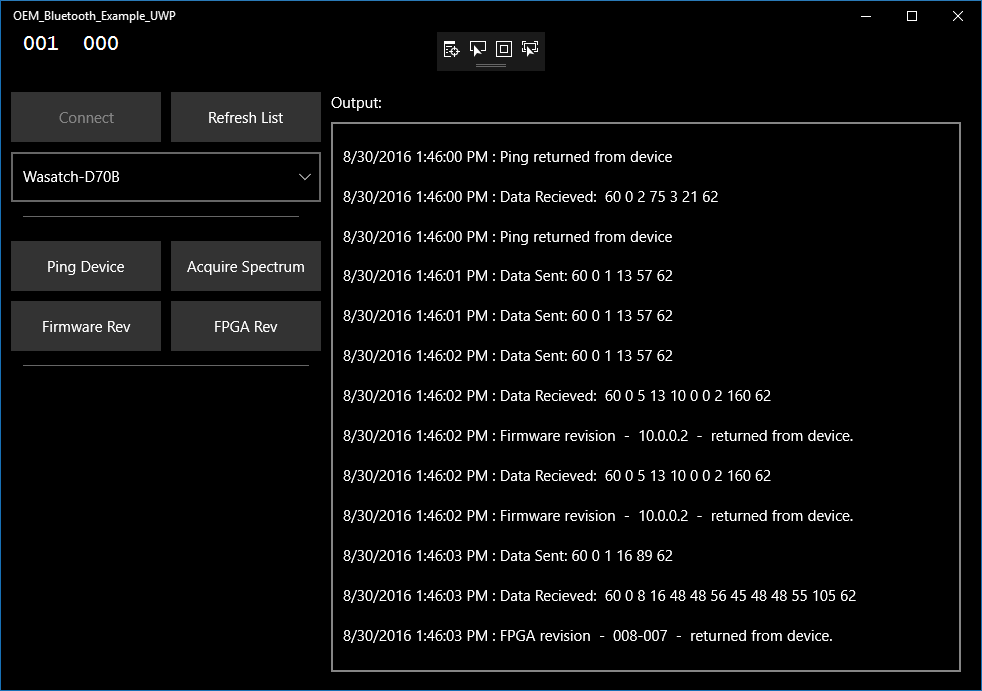 OEM_Bluetooth_Example_UWP
001 000
Connect
Refresh List
Wasatch-D70B
Ping Device
Acquire Spectrum
Firmware Rev
FPGA Rev
Output:
8/30/2016 1:46:00 PM : Ping returned from device
8/30/2016 1:46:00 PM : Data Recieved:  60 0 2 75 3 21 62
8/30/2016 1:46:00 PM : Ping returned from device
8/30/2016 1:46:01 PM : Data Sent: 60 0 1 13 57 62
8/30/2016 1:46:01 PM : Data Sent: 60 0 1 13 57 62
8/30/2016 1:46:02 PM : Data Sent: 60 0 1 13 57 62
8/30/2016 1:46:02 PM : Data Recieved:  60 0 5 13 10 0 0 2 160 62
8/30/2016 1:46:02 PM : Firmware revision  -  10.0.0.2  -  returned from device.
8/30/2016 1:46:02 PM : Data Recieved:  60 0 5 13 10 0 0 2 160 62
8/30/2016 1:46:02 PM : Firmware revision  -  10.0.0.2  -  returned from device.
8/30/2016 1:46:03 PM : Data Sent: 60 0 1 16 89 62
8/30/2016 1:46:03 PM : Data Recieved:  60 0 8 16 48 48 56 45 48 48 55 105 62
8/30/2016 1:46:03 PM : FPGA revision  -  008-007  -  returned from device.